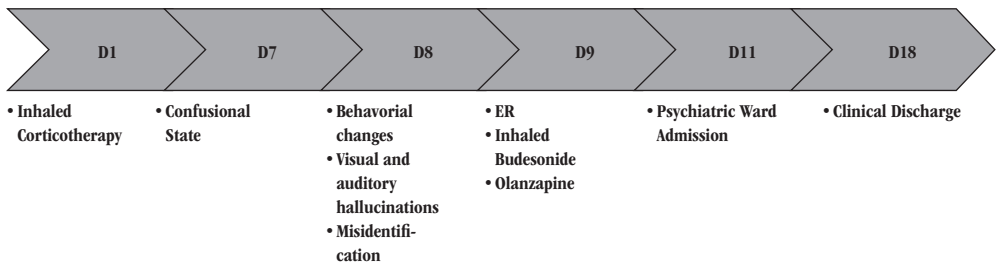 D1
D7
D8
D9
D11
D18
• Inhaled
Corticotherapy
• Confusional
State
• Behavorial
changes
• Visual and
auditory
hallucinations
• Misidentifi-
cation
• ER
• Inhaled
Budesonide
• Olanzapine
• Psychiatric Ward
Admission
• Clinical Discharge